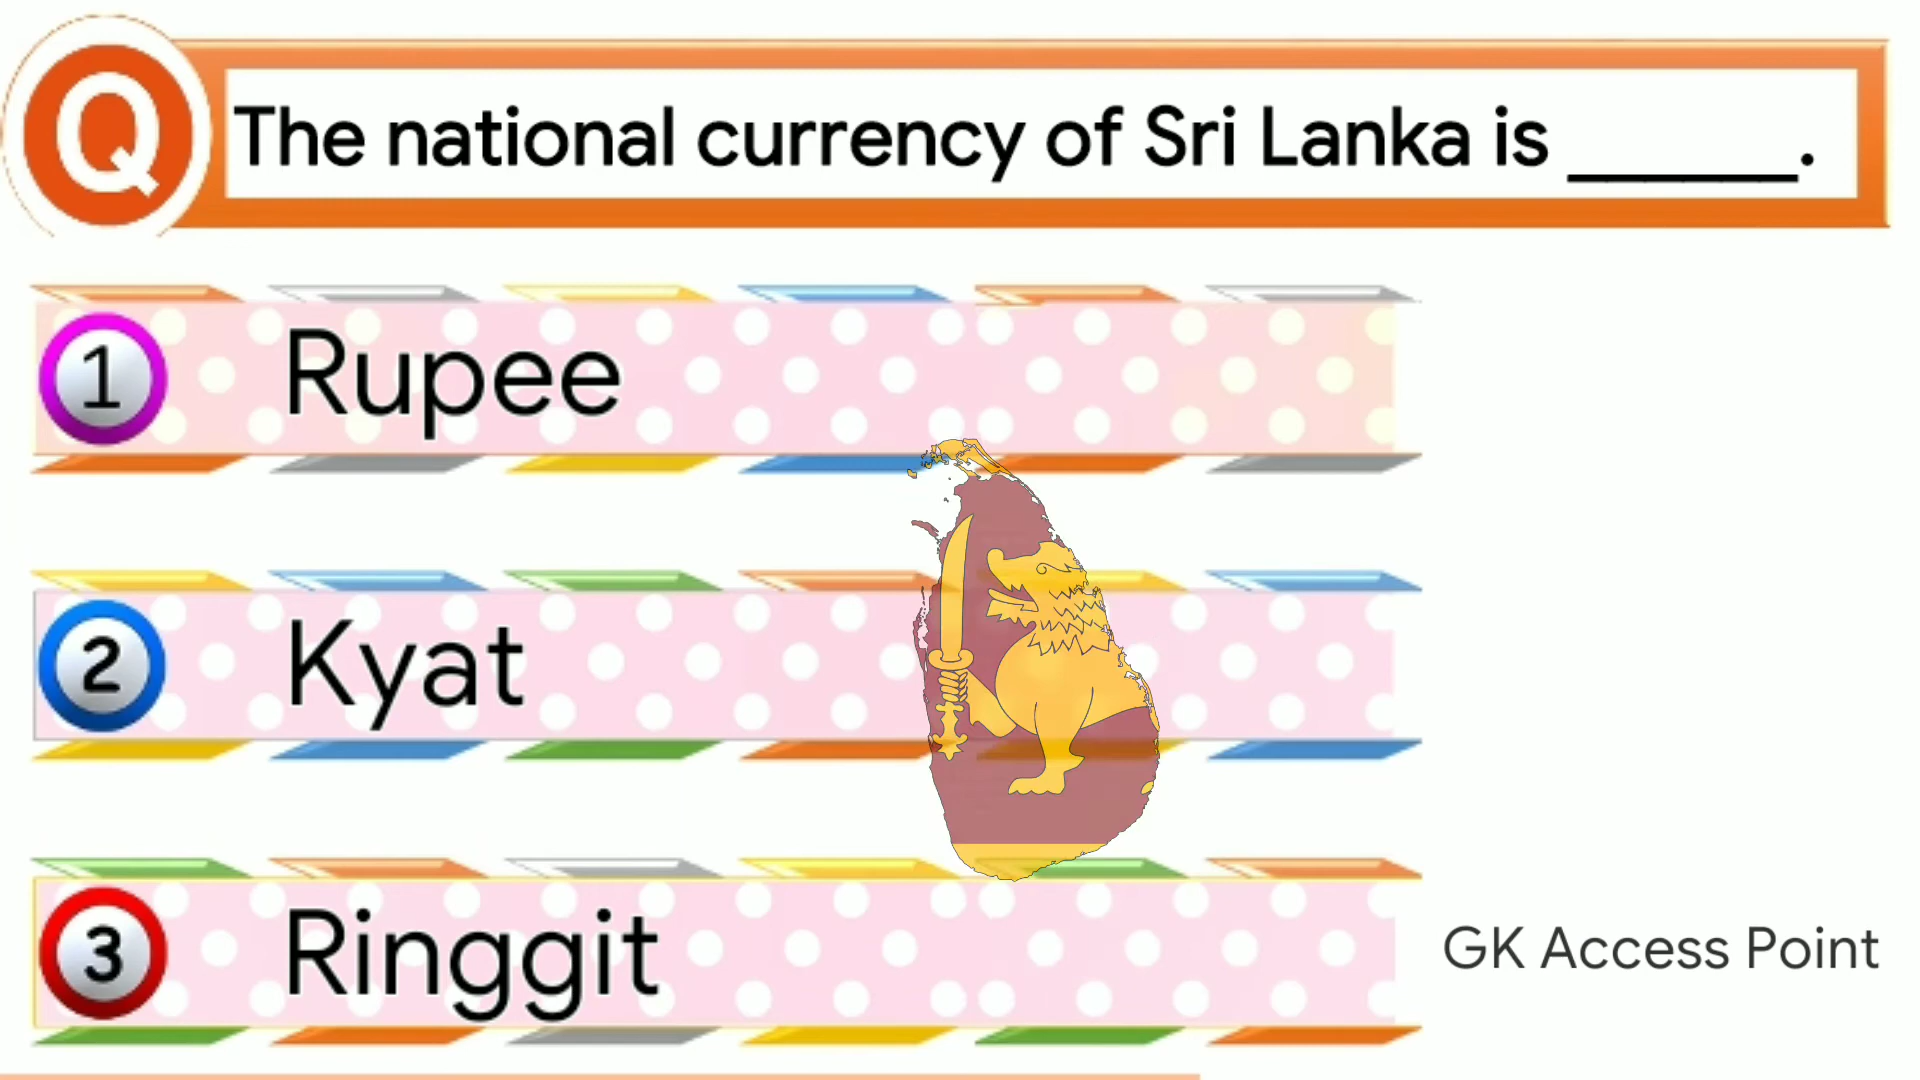 Q
The national currency of Sri Lanka is ______.
1 Rupee
2 Kyat
3 Ringgit
GK Access Point